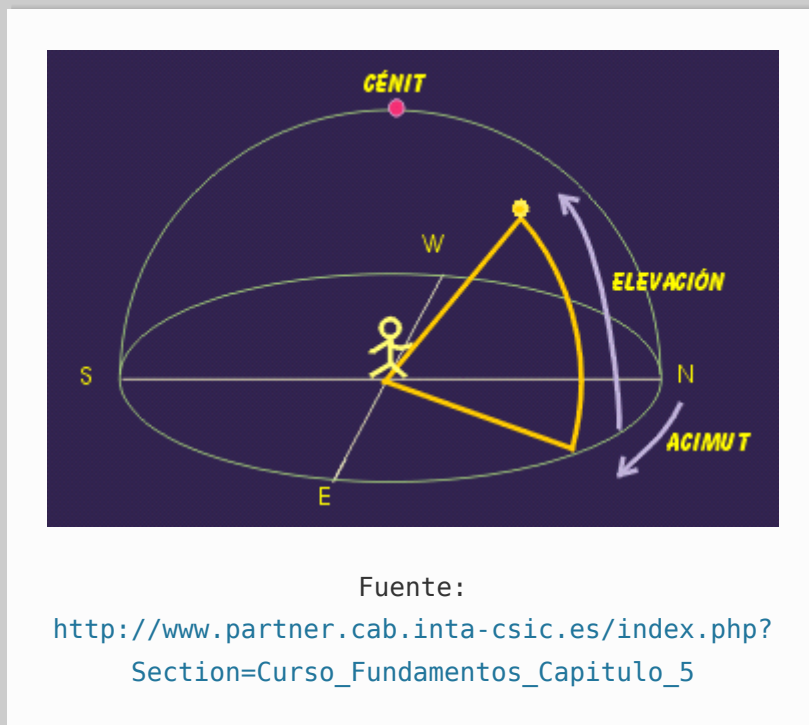 CÉNIT
W
ELEVACIÓN
S
N
ACIMUT
E
Fuente:
http://www.partner.cab.inta-csic.es/index.php?
Section=Curso_Fundamentos_Capitulo_5